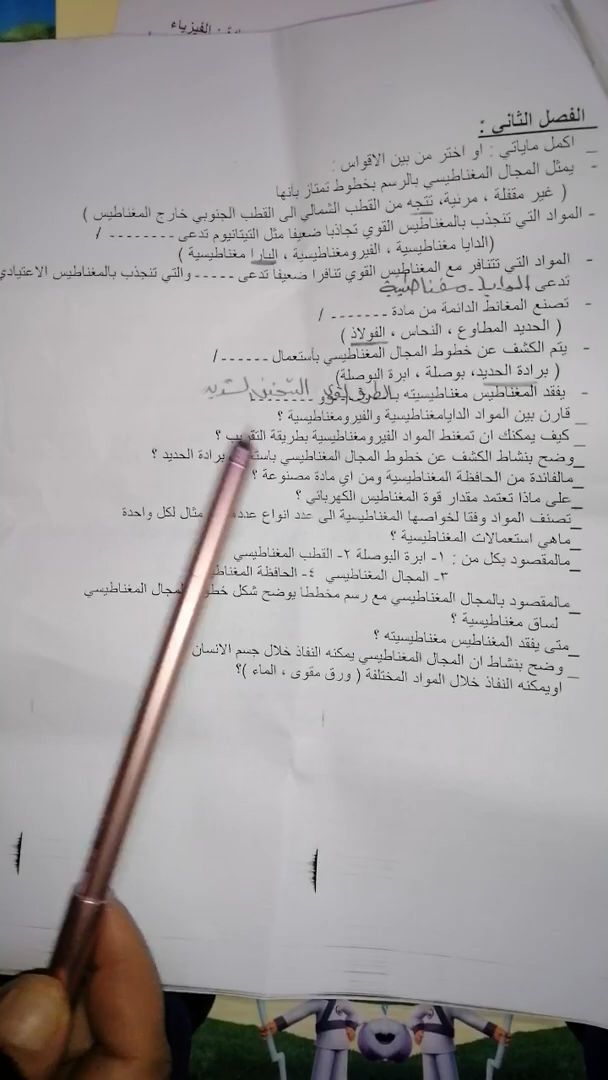 الفيزياء
الفصل الثاني :
_ اكمل ماياتي : او اختر من بين الاقواس :
- يمثل المجال المغناطيسي بالرسم بخطوط تمتاز بانها
( غير مقفلة ، مرئية، تتجه من القطب الشمالي الى القطب الجنوبي خارج المغناطيس )
- المواد التي تنجذب بالمغناطيس القوي تجاذبا ضعيفا مثل التيتانيوم تدعى -------- /
(الدايا مغناطيسية ، الفيرومغناطيسية ، البارا مغناطيسية )
- المواد التي تتنافر مع المغناطيس القوي تنافرا ضعيفا تدعى ----- والتي تنجذب بالمغناطيس الاعتيادي
تدعى الدايا مغناطيسية
- تصنع المغانط الدائمة من مادة ------- /
( الحديد المطاوع ، النحاس ، الفولاذ )
- يتم الكشف عن خطوط المجال المغناطيسي باستعمال ------/
( برادة الحديد، بوصلة ، ابرة البوصلة)
- يفقد المغناطيس مغناطيسيته بالطرق القوي التسخين الشديد
_ قارن بين المواد الدايامغناطيسية والفيرومغناطيسية ؟
_ كيف يمكنك ان تمغنط المواد الفيرومغناطيسية بطريقة التقريب ؟
_ وضح بنشاط الكشف عن خطوط المجال المغناطيسي برادة الحديد ؟
_ مالفائدة من الحافظة المغناطيسية ومن اي مادة مصنوعة ؟
_ على ماذا تعتمد مقدار قوة المغناطيس الكهربائي ؟
_ تصنف المواد وفقا لخواصها المغناطيسية الى عدد انواع عددها مثال لكل واحدة
_ ماهي استعمالات المغناطيسية ؟
_ مالمقصود بكل من : ١- ابرة البوصلة ٢- القطب المغناطيسي
٣- المجال المغناطيسي ٤- الحافظة
_ مالمقصود بالمجال المغناطيسي مع رسم مخططا يوضح شكل المجال المغناطيسي
لساق مغناطيسية ؟
_ متى يفقد المغناطيس مغناطيسيته ؟
_ وضح بنشاط ان المجال المغناطيسي يمكنه النفاذ خلال جسم الانسان
اويمكنه النفاذ خلال المواد المختلفة ( ورق مقوى ، الماء )؟